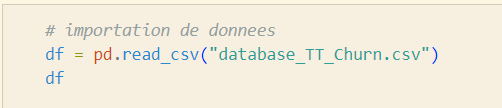 # importation de donnees
df = pd.read_csv("database_TT_Churn.csv")
df